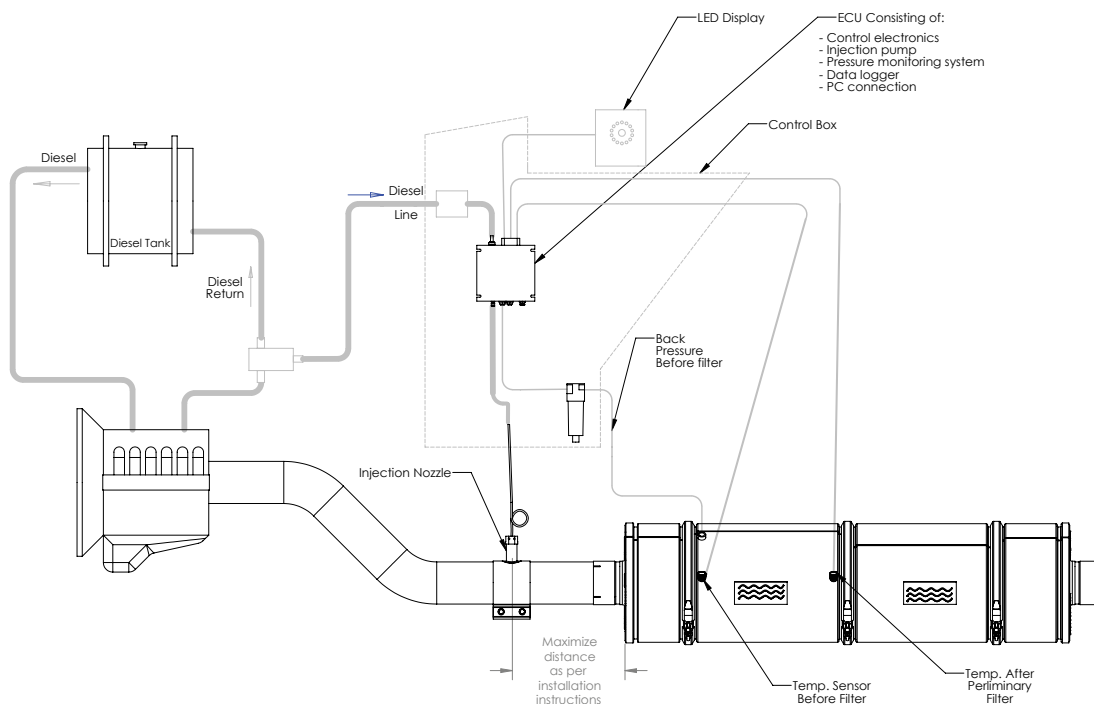 LED Display
ECU Consisting of:
- Control electronics
- Injection pump
- Pressure monitoring system
- Data logger
- PC connection
Control Box
Diesel
Diesel
Line
Diesel Tank
Diesel
Return
Back
Pressure
Before filter
Injection Nozzle
Maximize
distance
as per
installation
instructions
Temp. Sensor
Before Filter
Temp. After
Perliminary
Filter